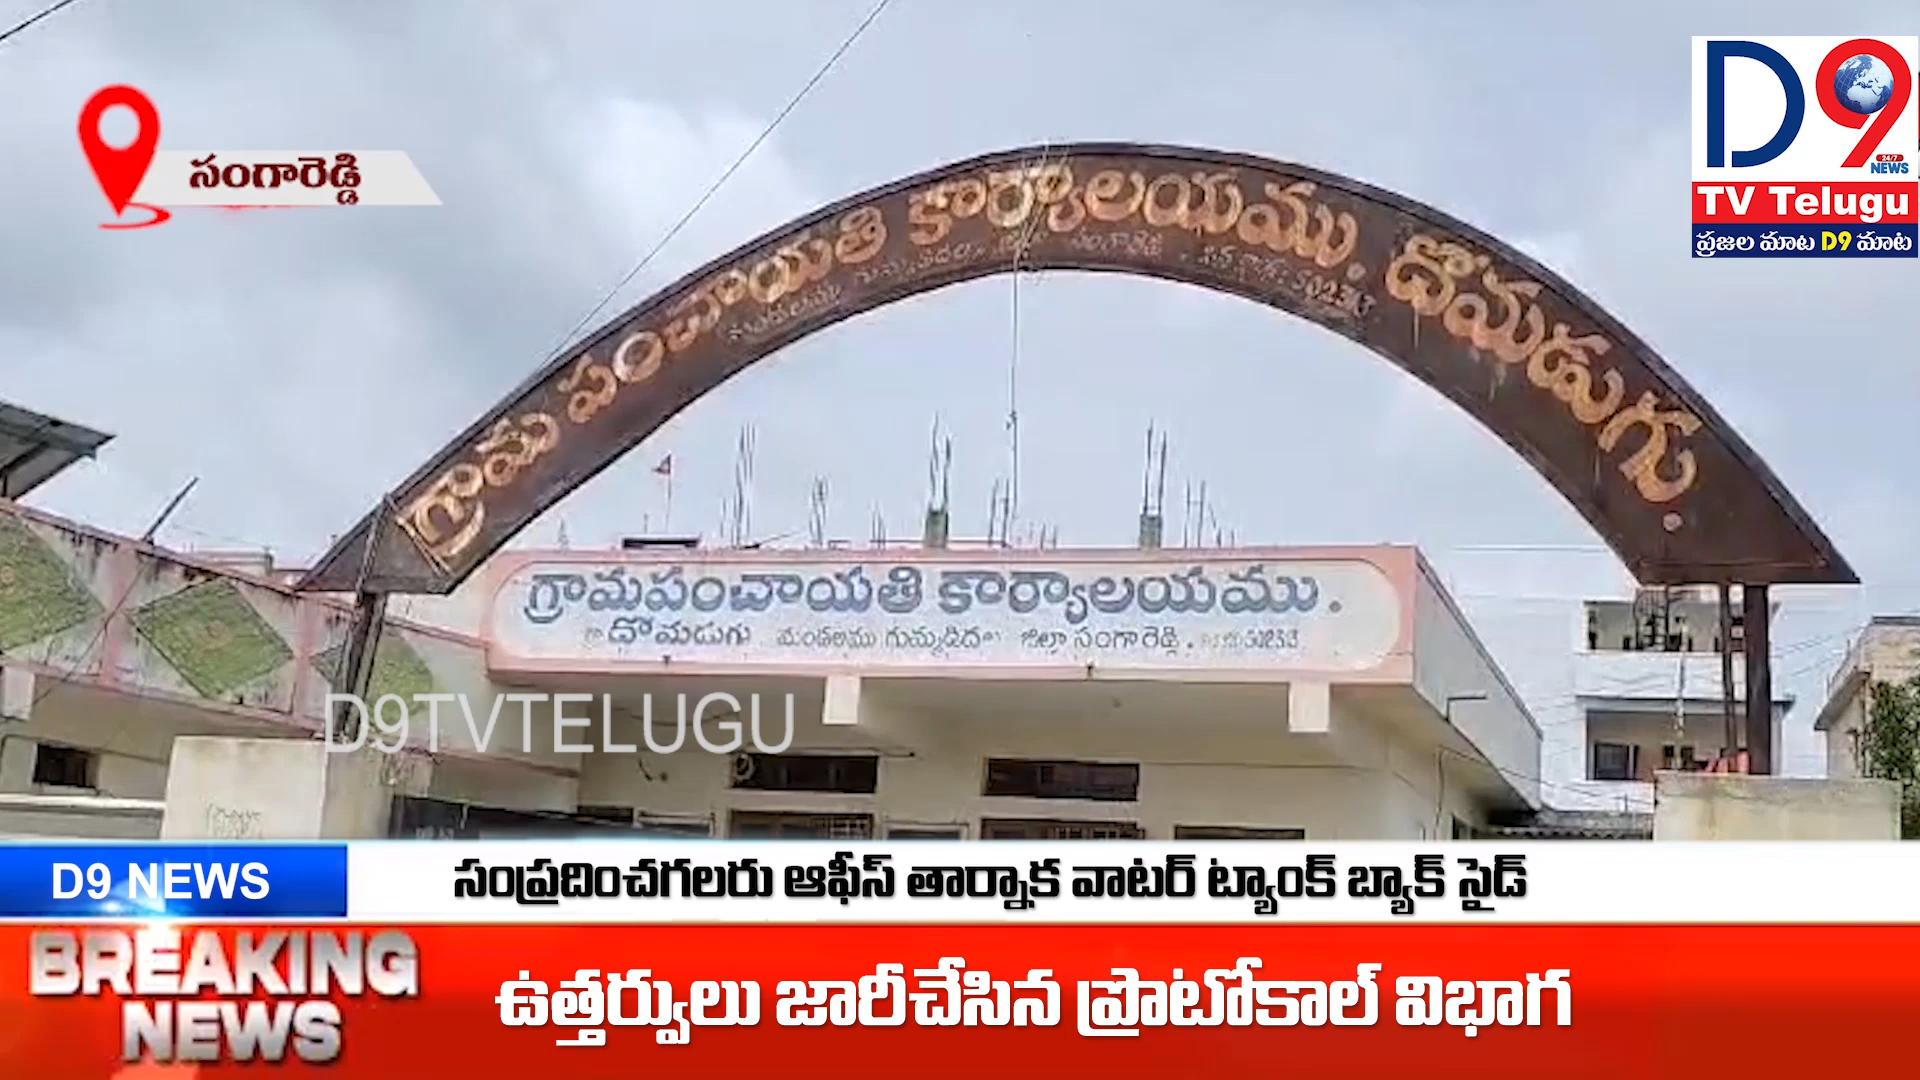 D9
24/7
NEWS
TV Telugu
ప్రజల మాట D9 మాట
సంగారెడ్డి
గ్రామ పంచాయతి కార్యాలయము. దోమడుగు.
గ్రామపంచాయతి కార్యాలయము.
దోమడుగు. మండలము గుమ్మడిదల జిల్లా సంగారెడ్డి.
D9TVTELUGU
D9 NEWS
సంప్రదించగలరు ఆఫీస్ తార్నాక వాటర్ ట్యాంక్ బ్యాక్ సైడ్
BREAKING
NEWS
ఉత్తర్వులు జారీచేసిన ప్రొటోకాల్ విభాగ